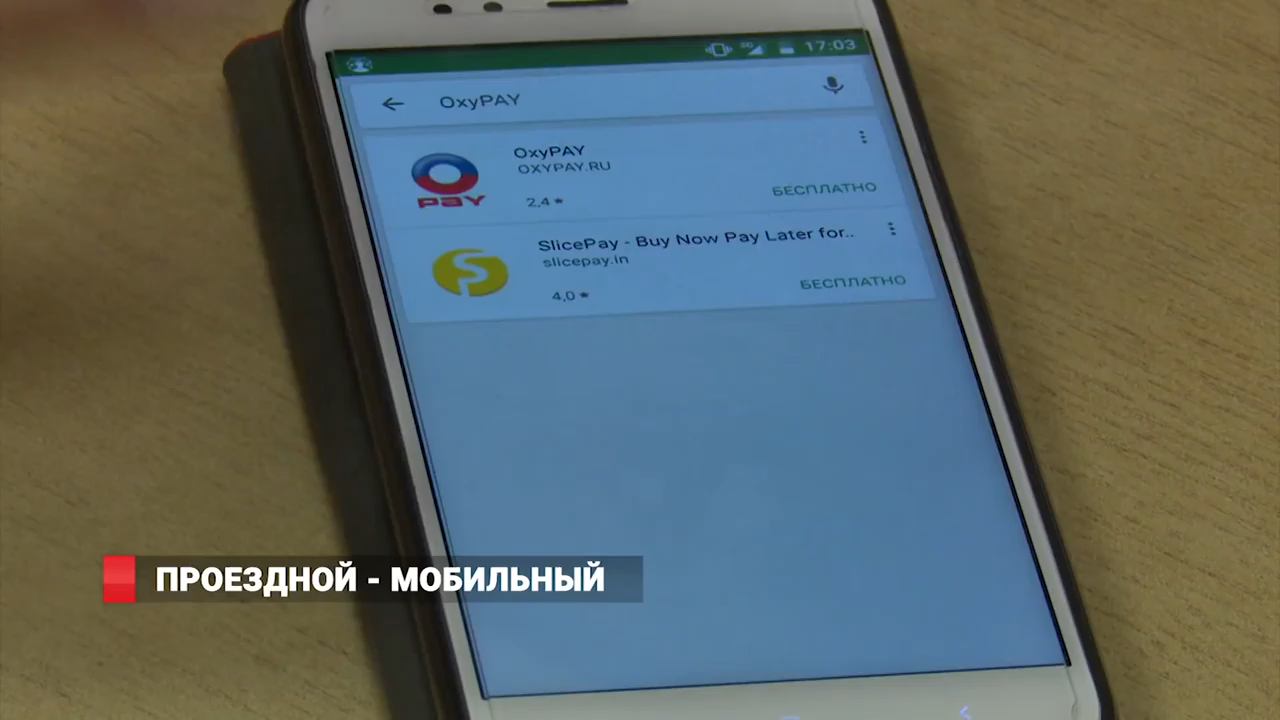 3G 17:03
OxyPAY
OxyPAY
OXYPAY.RU
PAY
2,4 ★
БЕСПЛАТНО
SlicePay - Buy Now Pay Later for..
slicepay.in
4,0 ★
БЕСПЛАТНО
ПРОЕЗДНОЙ - МОБИЛЬНЫЙ